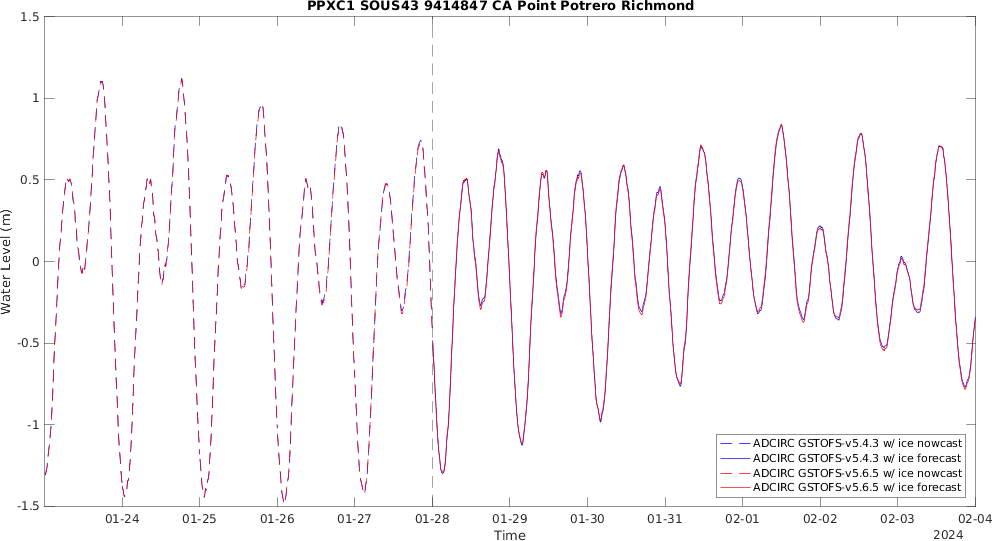 PPXC1 SOUS43 9414847 CA Point Potrero Richmond
1.5
1
0.5
0
-0.5
-1
-1.5
Water Level (m)
01-24
01-25
01-26
01-27
01-28
01-29
01-30
01-31
02-01
02-02
02-03
02-04
Time
2024
ADCIRC GSTOFS-v5.4.3 w/ ice nowcast
ADCIRC GSTOFS-v5.4.3 w/ ice forecast
ADCIRC GSTOFS-v5.6.5 w/ ice nowcast
ADCIRC GSTOFS-v5.6.5 w/ ice forecast